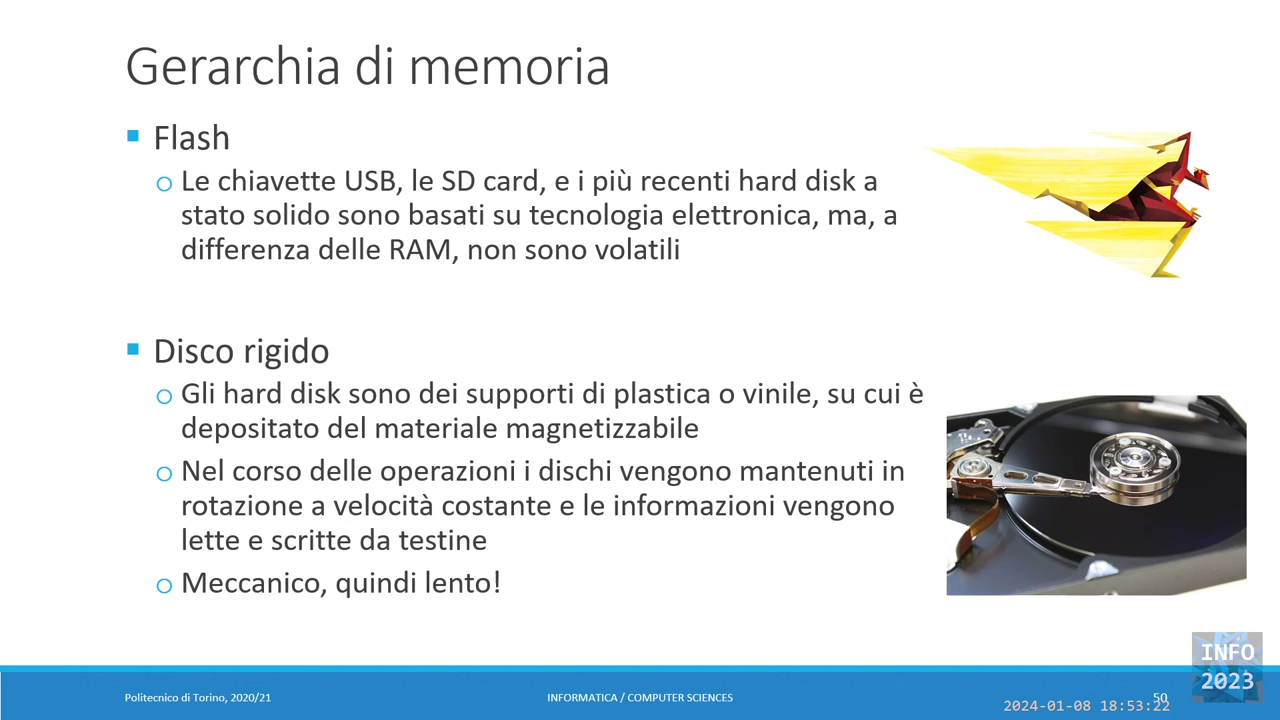 Gerarchia di memoria
Flash
Le chiavette USB, le SD card, e i più recenti hard disk a
stato solido sono basati su tecnologia elettronica, ma, a
differenza delle RAM, non sono volatili
Disco rigido
Gli hard disk sono dei supporti di plastica o vinile, su cui è
depositato del materiale magnetizzabile
Nel corso delle operazioni i dischi vengono mantenuti in
rotazione a velocità costante e le informazioni vengono
lette e scritte da testine
Meccanico, quindi lento!
INFO
2023
Politecnico di Torino, 2020/21
INFORMATICA / COMPUTER SCIENCES
50
2024-01-08 18:53:22